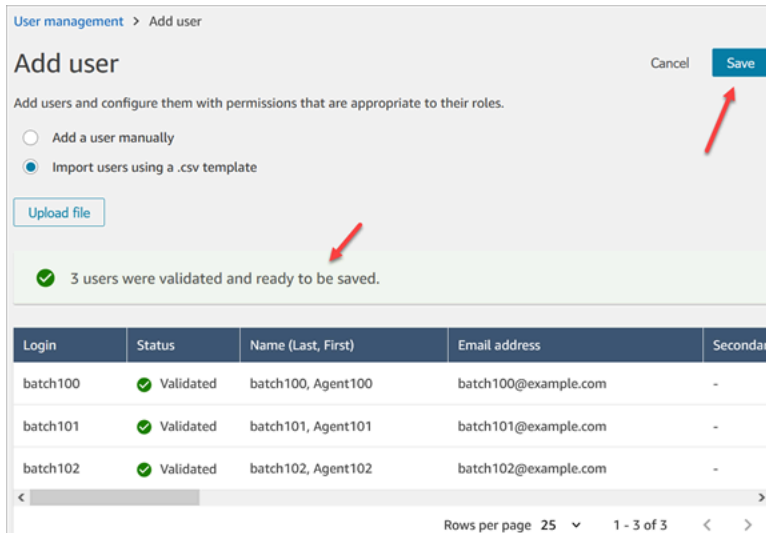 User management > Add user
Add user
Cancel
Save
Add users and configure them with permissions that are appropriate to their roles.
Add a user manually
Import users using a .csv template
Upload file
3 users were validated and ready to be saved.
Login Status Name (Last, First) Email address Secondar
batch100 Validated batch100, Agent100 batch100@example.com -
batch101 Validated batch101, Agent101 batch101@example.com -
batch102 Validated batch102, Agent102 batch102@example.com -
Rows per page 25 1 - 3 of 3